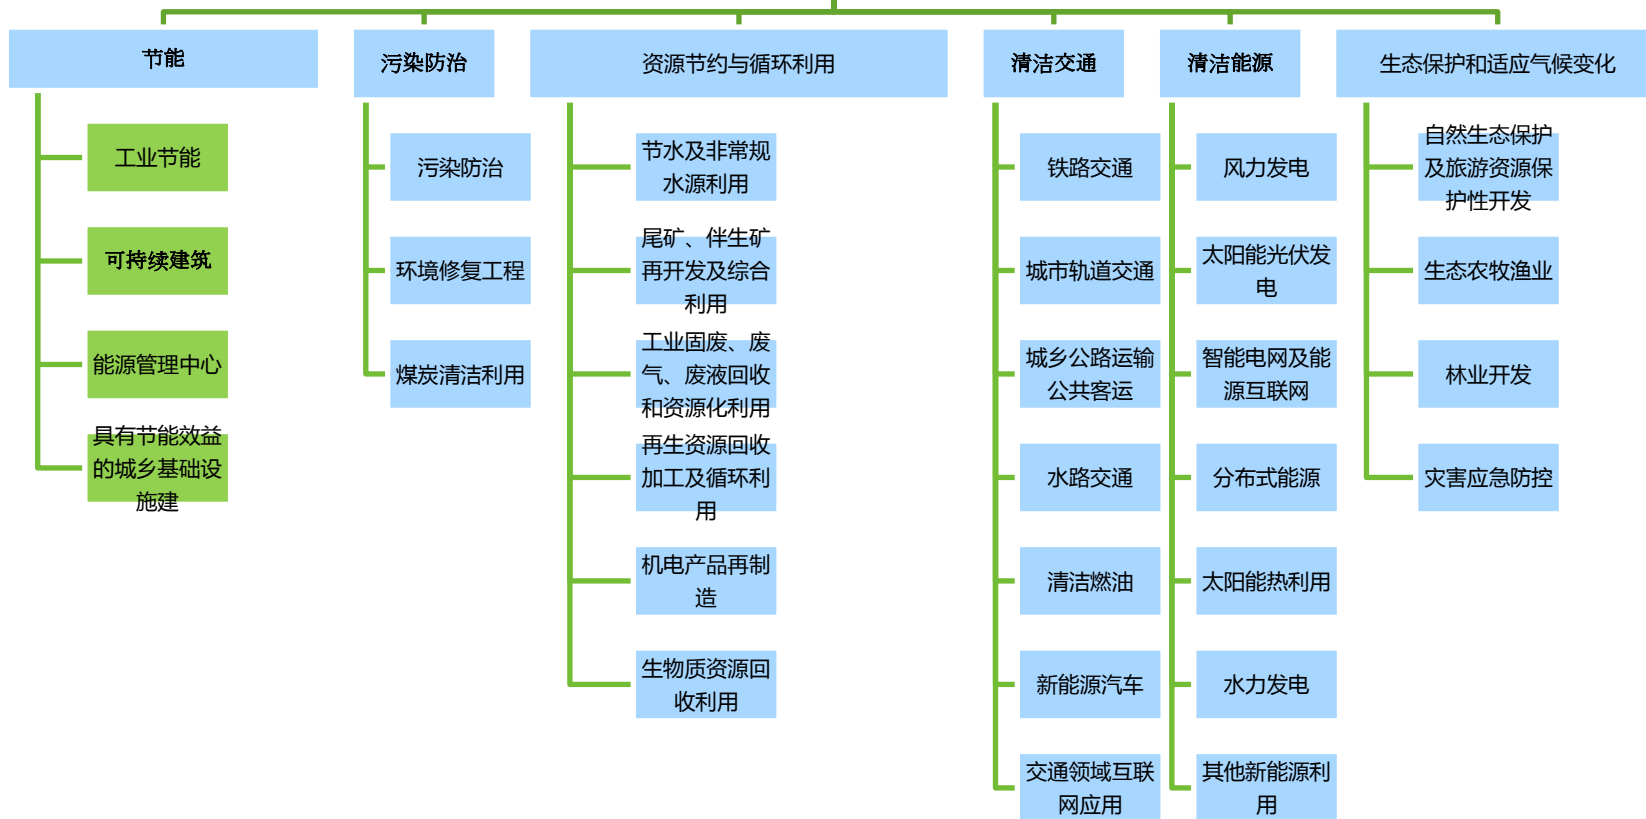 节能
工业节能
可持续建筑
能源管理中心
具有节能效益
的城乡基础设
施建
污染防治
污染防治
环境修复工程
煤炭清洁利用
资源节约与循环利用
节水及非常规
水源利用
尾矿、伴生矿
再开发及综合
利用
工业固废、废
气、废液回收
和资源化利用
再生资源回收
加工及循环利
用
机电产品再制
造
生物质资源回
收利用
清洁交通
铁路交通
城市轨道交通
城乡公路运输
公共客运
水路交通
清洁燃油
新能源汽车
交通领域互联
网应用
清洁能源
风力发电
太阳能光伏发
电
智能电网及能
源互联网
分布式能源
太阳能热利用
水力发电
其他新能源利
用
生态保护和适应气候变化
自然生态保护
及旅游资源保
护性开发
生态农牧渔业
林业开发
灾害应急防控